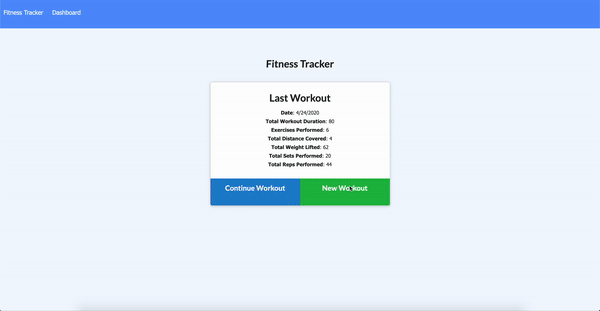 Fitness Tracker Dashboard
Fitness Tracker
Last Workout
Date: 4/24/2020
Total Workout Duration: 80
Exercises Performed: 6
Total Distance Covered: 4
Total Weight Lifted: 62
Total Sets Performed: 20
Total Reps Performed: 44
Continue Workout New Workout